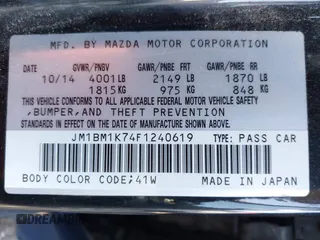 MFD. BY MAZDA MOTOR CORPORATION
DATE GVWR/PNBV GAWR/PNBE FRT GAWR/PNBE RR
10/14 4001LB 2149 LB 1870 LB
1815KG 975 KG 848 KG
THIS VEHICLE CONFORMS TO ALL APPLICABLE
FEDERAL MOTOR VEHICLE SAFETY
,BUMPER,AND THEFT PREVENTION
STANDARDS IN EFFECT ON THE DATE OF
MANUFACTURE SHOWN ABOVE.
JM1BM1K74F1240619 TYPE: PASS CAR
BODY COLOR CODE;41W MADE IN JAPAN